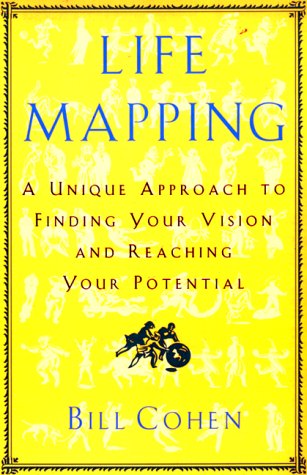 LIFE
MAPPING
A UNIQUE APPROACH TO
FINDING YOUR VISION
AND REACHING
YOUR POTENTIAL
BILL COHEN